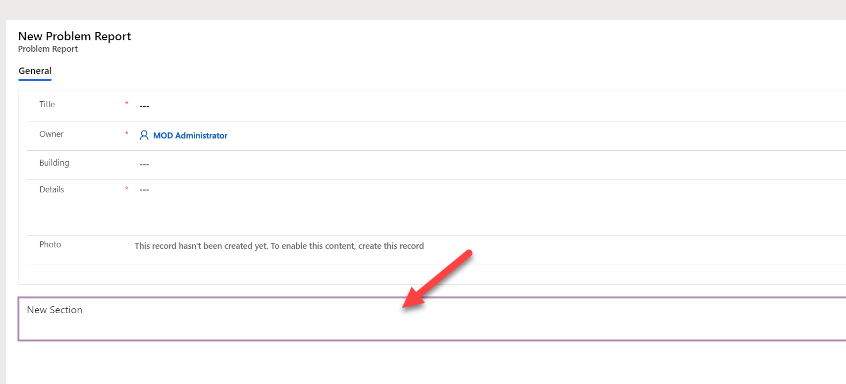 New Problem Report
Problem Report
General
Title * ---
Owner * MOD Administrator
Building ---
Details * ---
Photo This record hasn't been created yet. To enable this content, create this record
New Section